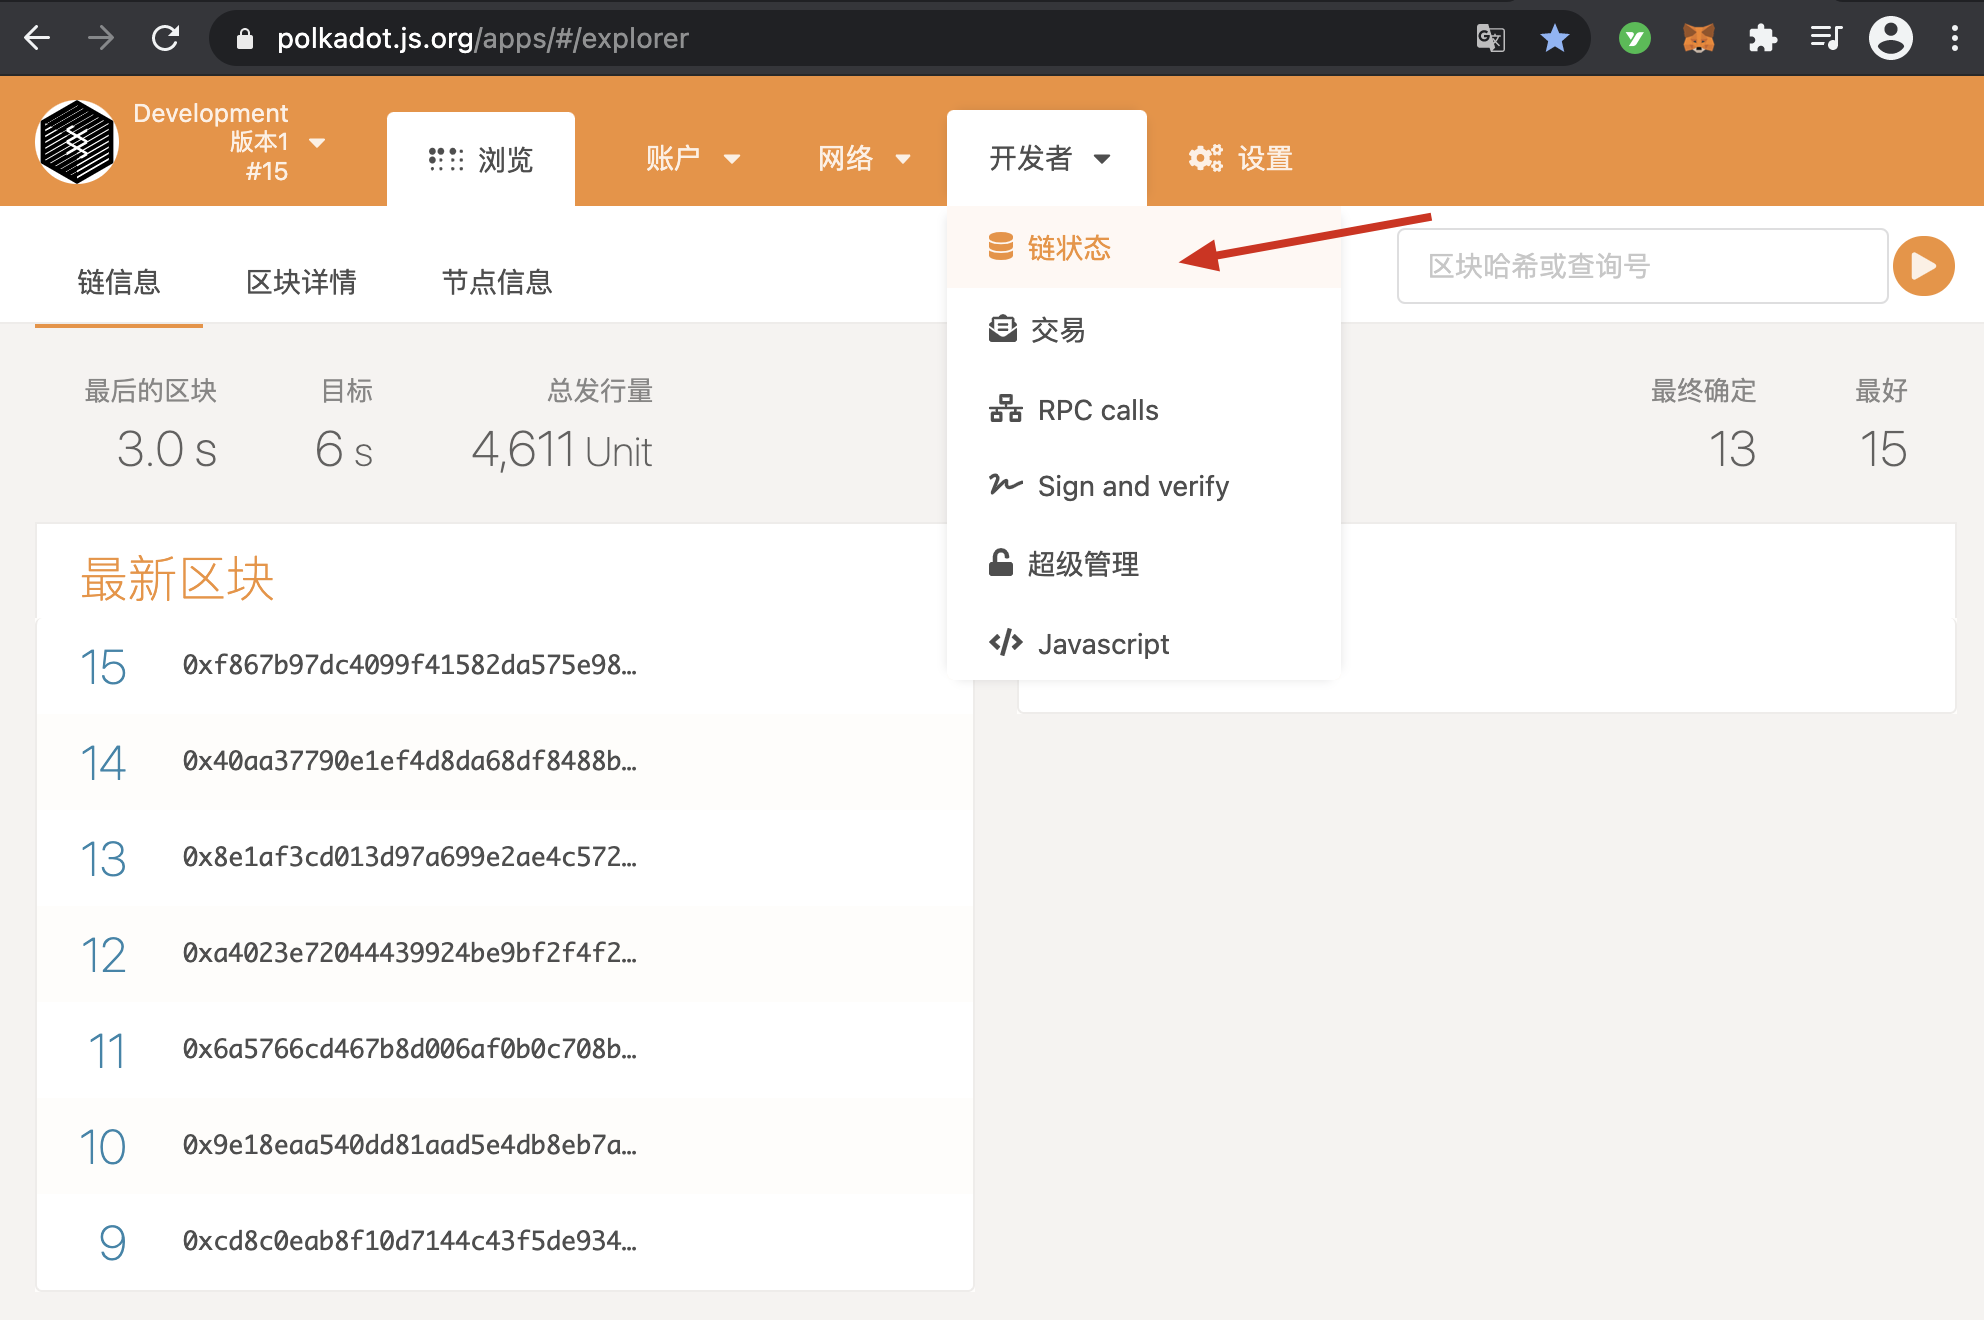 polkadot.js.org/apps/#/explorer
Development
版本1
#15
浏览
账户
网络
开发者
设置
链信息
区块详情
节点信息
链状态
交易
RPC calls
Sign and verify
超级管理
Javascript
区块哈希或查询号
最后的区块
3.0 s
目标
6 s
总发行量
4,611 Unit
最终确定
13
最好
15
最新区块
15 0xf867b97dc4099f41582da575e98…
14 0x40aa37790e1ef4d8da68df8488b…
13 0x8e1af3cd013d97a699e2ae4c572…
12 0xa4023e72044439924be9bf2f4f2…
11 0x6a5766cd467b8d006af0b0c708b…
10 0x9e18eaa540dd81aad5e4db8eb7a…
9 0xcd8c0eab8f10d7144c43f5de934…